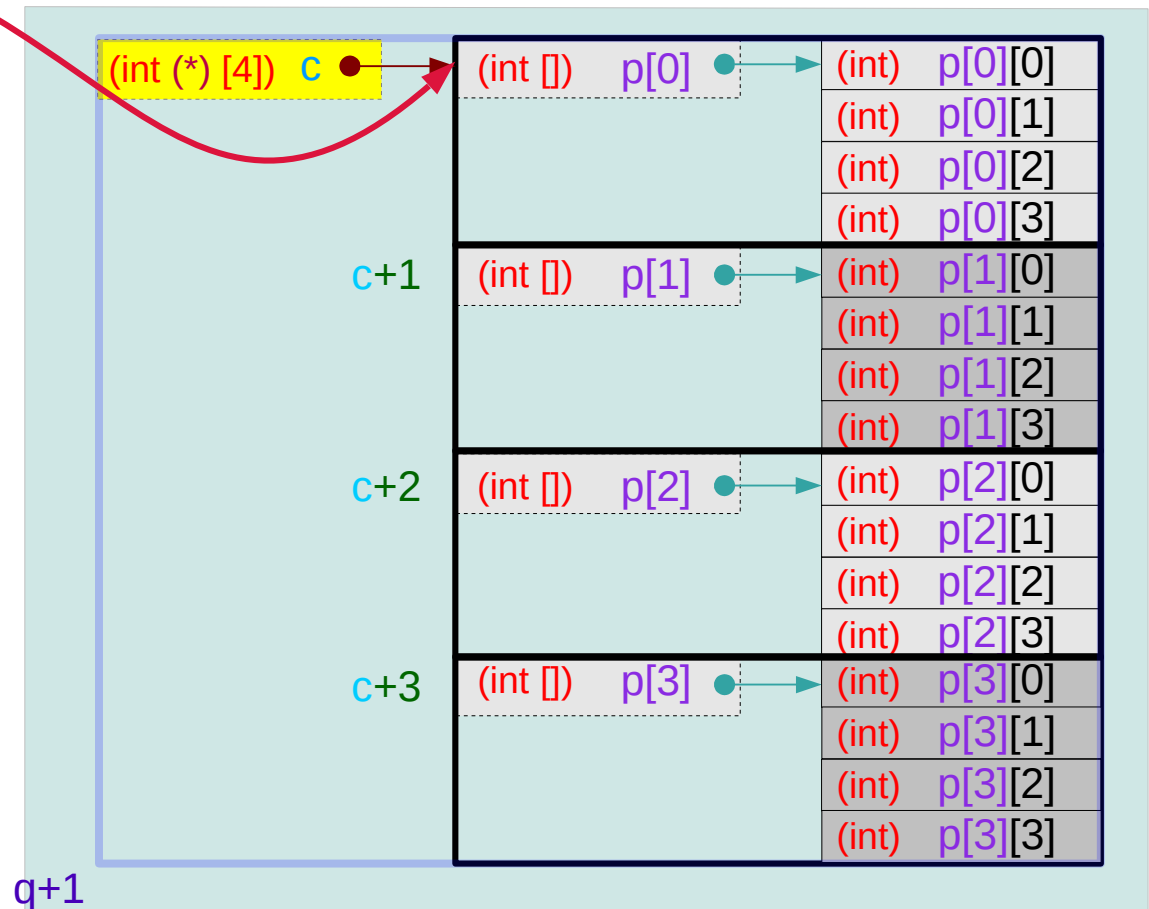 (int (*) [4]) c (int []) p[0] (int) p[0][0]
(int) p[0][1]
(int) p[0][2]
(int) p[0][3]
c+1 (int []) p[1] (int) p[1][0]
(int) p[1][1]
(int) p[1][2]
(int) p[1][3]
c+2 (int []) p[2] (int) p[2][0]
(int) p[2][1]
(int) p[2][2]
(int) p[2][3]
c+3 (int []) p[3] (int) p[3][0]
(int) p[3][1]
(int) p[3][2]
(int) p[3][3]
q+1